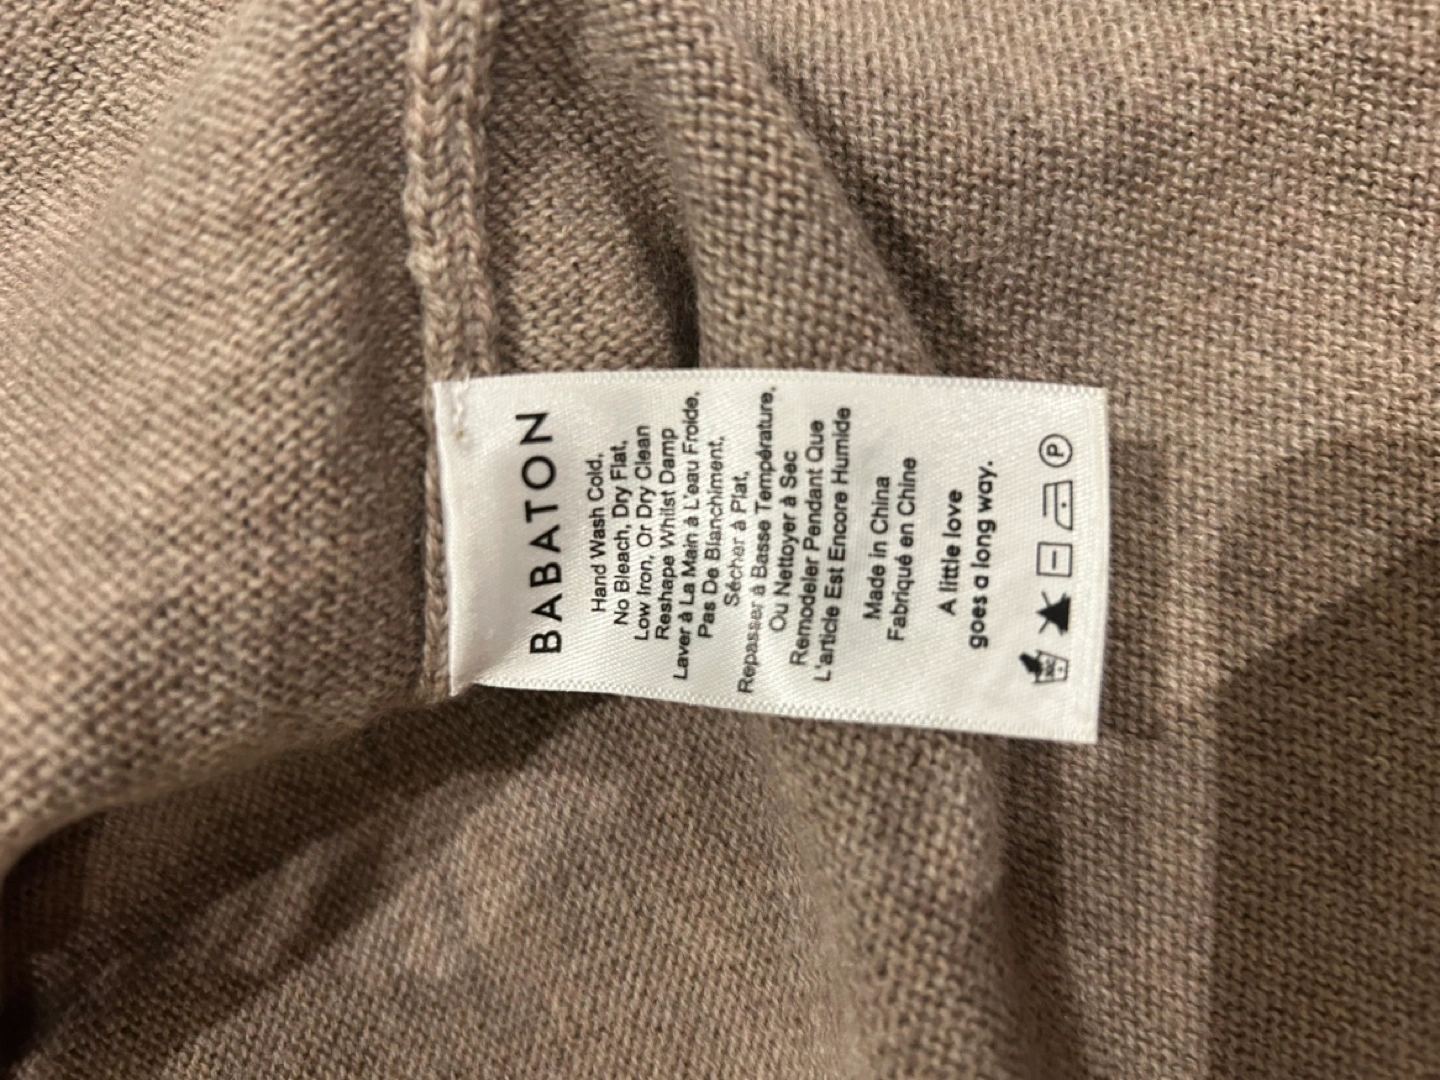 BABATON
Hand Wash Cold,
No Bleach, Dry Flat,
Low Iron, Or Dry Clean
Reshape Whilst Damp
Laver à La Main à L'eau Froide,
Pas De Blanchiment,
Sécher à Plat,
Repasser à Basse Température,
Ou Nettoyer à Sec
Remodeler Pendant Que
L'article Est Encore Humide
Made in China
Fabriqué en Chine
A little love
goes a long way.
P